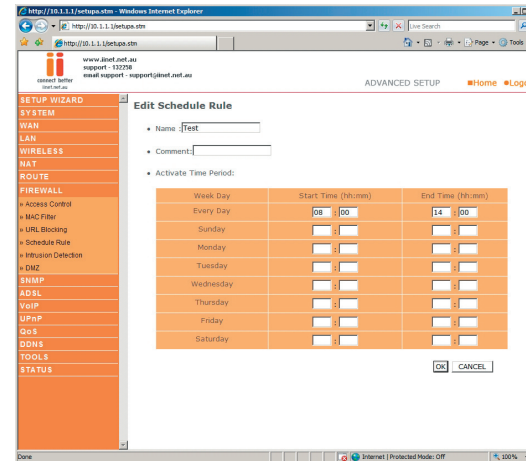 http://10.1.1.1/setupa.stm - Windows Internet Explorer
http://10.1.1.1/setupa.stm
Live Search
http://10.1.1.1/setupa.stm
Page
Tools
www.iinet.net.au
support - 132258
email support - support@iinet.net.au
connect better
iinet.net.au
ADVANCED SETUP
Home
SETUP WIZARD
SYSTEM
WAN
LAN
WIRELESS
NAT
ROUTE
FIREWALL
» Access Control
» MAC Filter
» URL Blocking
» Schedule Rule
» Intrusion Detection
» DMZ
SNMP
ADSL
VoIP
UPnP
QoS
DDNS
TOOLS
STATUS
Edit Schedule Rule
• Name : Test
• Comment:
• Activate Time Period:
Week Day Start Time (hh:mm) End Time (hh:mm)
Every Day 08 : 00 14 : 00
Sunday : :
Monday : :
Tuesday : :
Wednesday : :
Thursday : :
Friday : :
Saturday : :
OK CANCEL
Done
Internet | Protected Mode: Off
100%